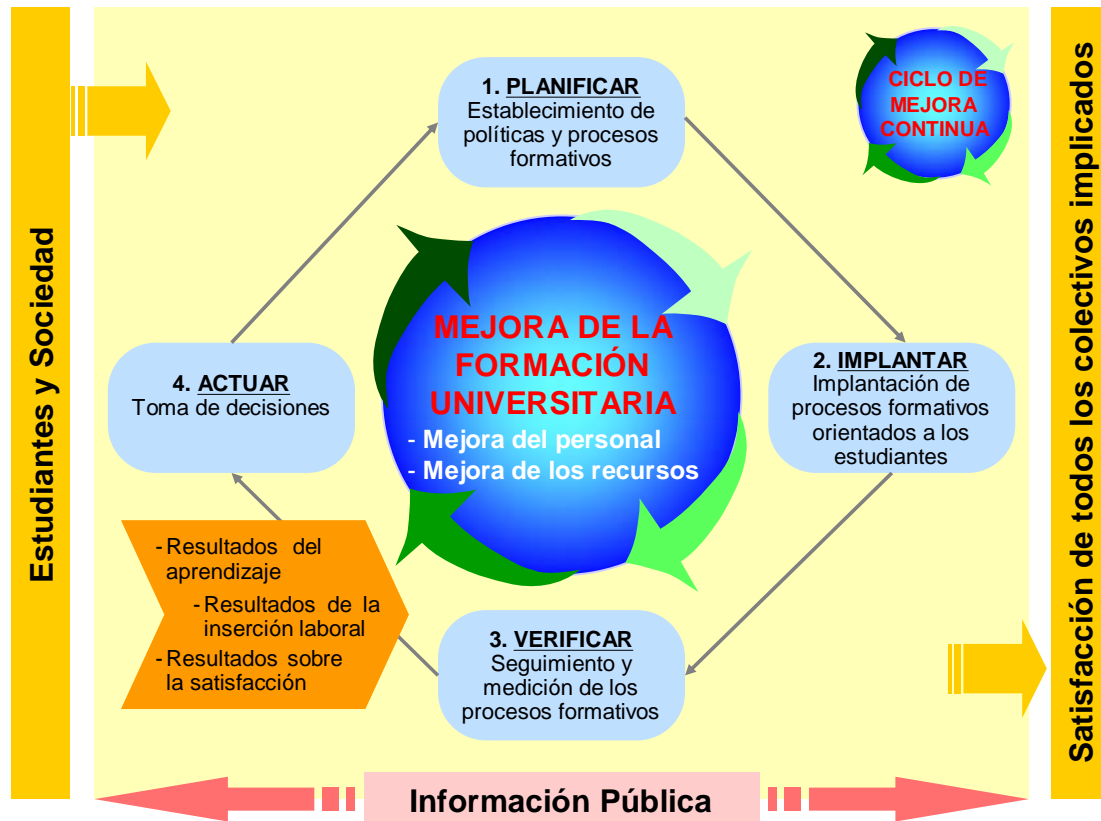 Estudiantes y Sociedad
1. PLANIFICAR
Establecimiento de
políticas y procesos
formativos
CICLO DE
MEJORA
CONTINUA
MEJORA DE LA
FORMACIÓN
UNIVERSITARIA
- Mejora del personal
- Mejora de los recursos
4. ACTUAR
Toma de decisiones
2. IMPLANTAR
Implantación de
procesos formativos
orientados a los
estudiantes
- Resultados del
aprendizaje
- Resultados de la
inserción laboral
- Resultados sobre
la satisfacción
3. VERIFICAR
Seguimiento y
medición de los
procesos formativos
Satisfacción de todos los colectivos implicados
Información Pública